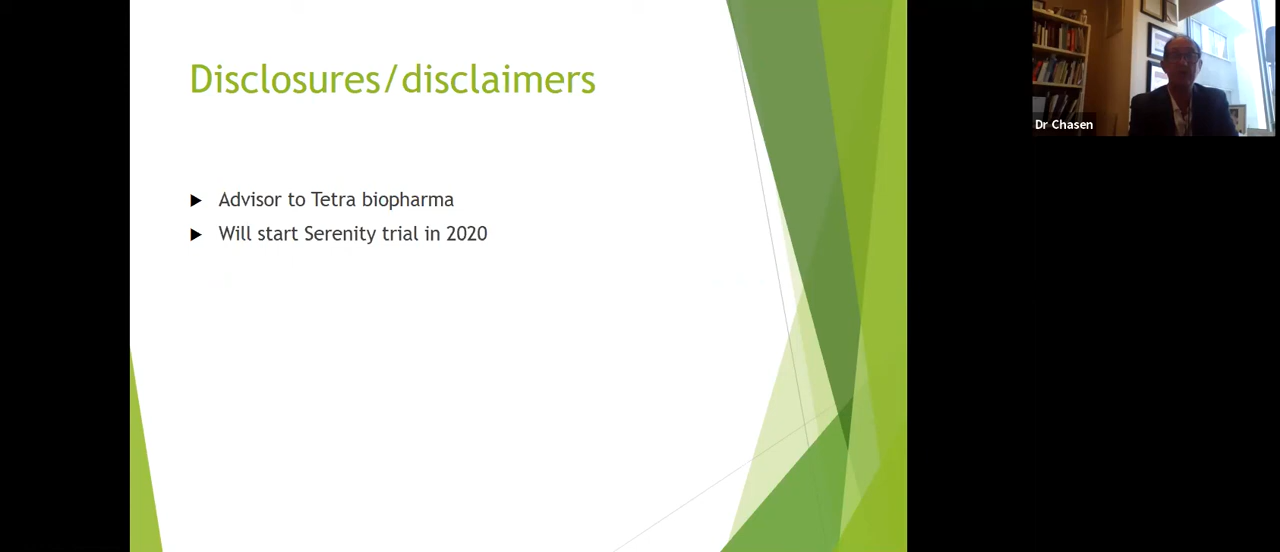 Disclosures/disclaimers
Advisor to Tetra biopharma
Will start Serenity trial in 2020
Dr Chasen